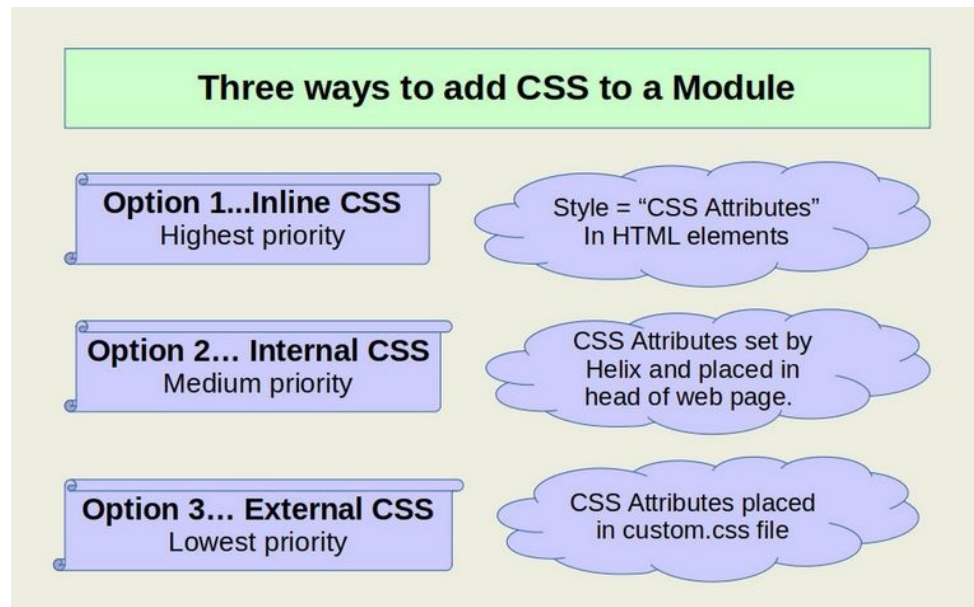 Three ways to add CSS to a Module
Option 1...Inline CSS
Highest priority
Style = “CSS Attributes”
In HTML elements
Option 2… Internal CSS
Medium priority
CSS Attributes set by
Helix and placed in
head of web page.
Option 3… External CSS
Lowest priority
CSS Attributes placed
in custom.css file